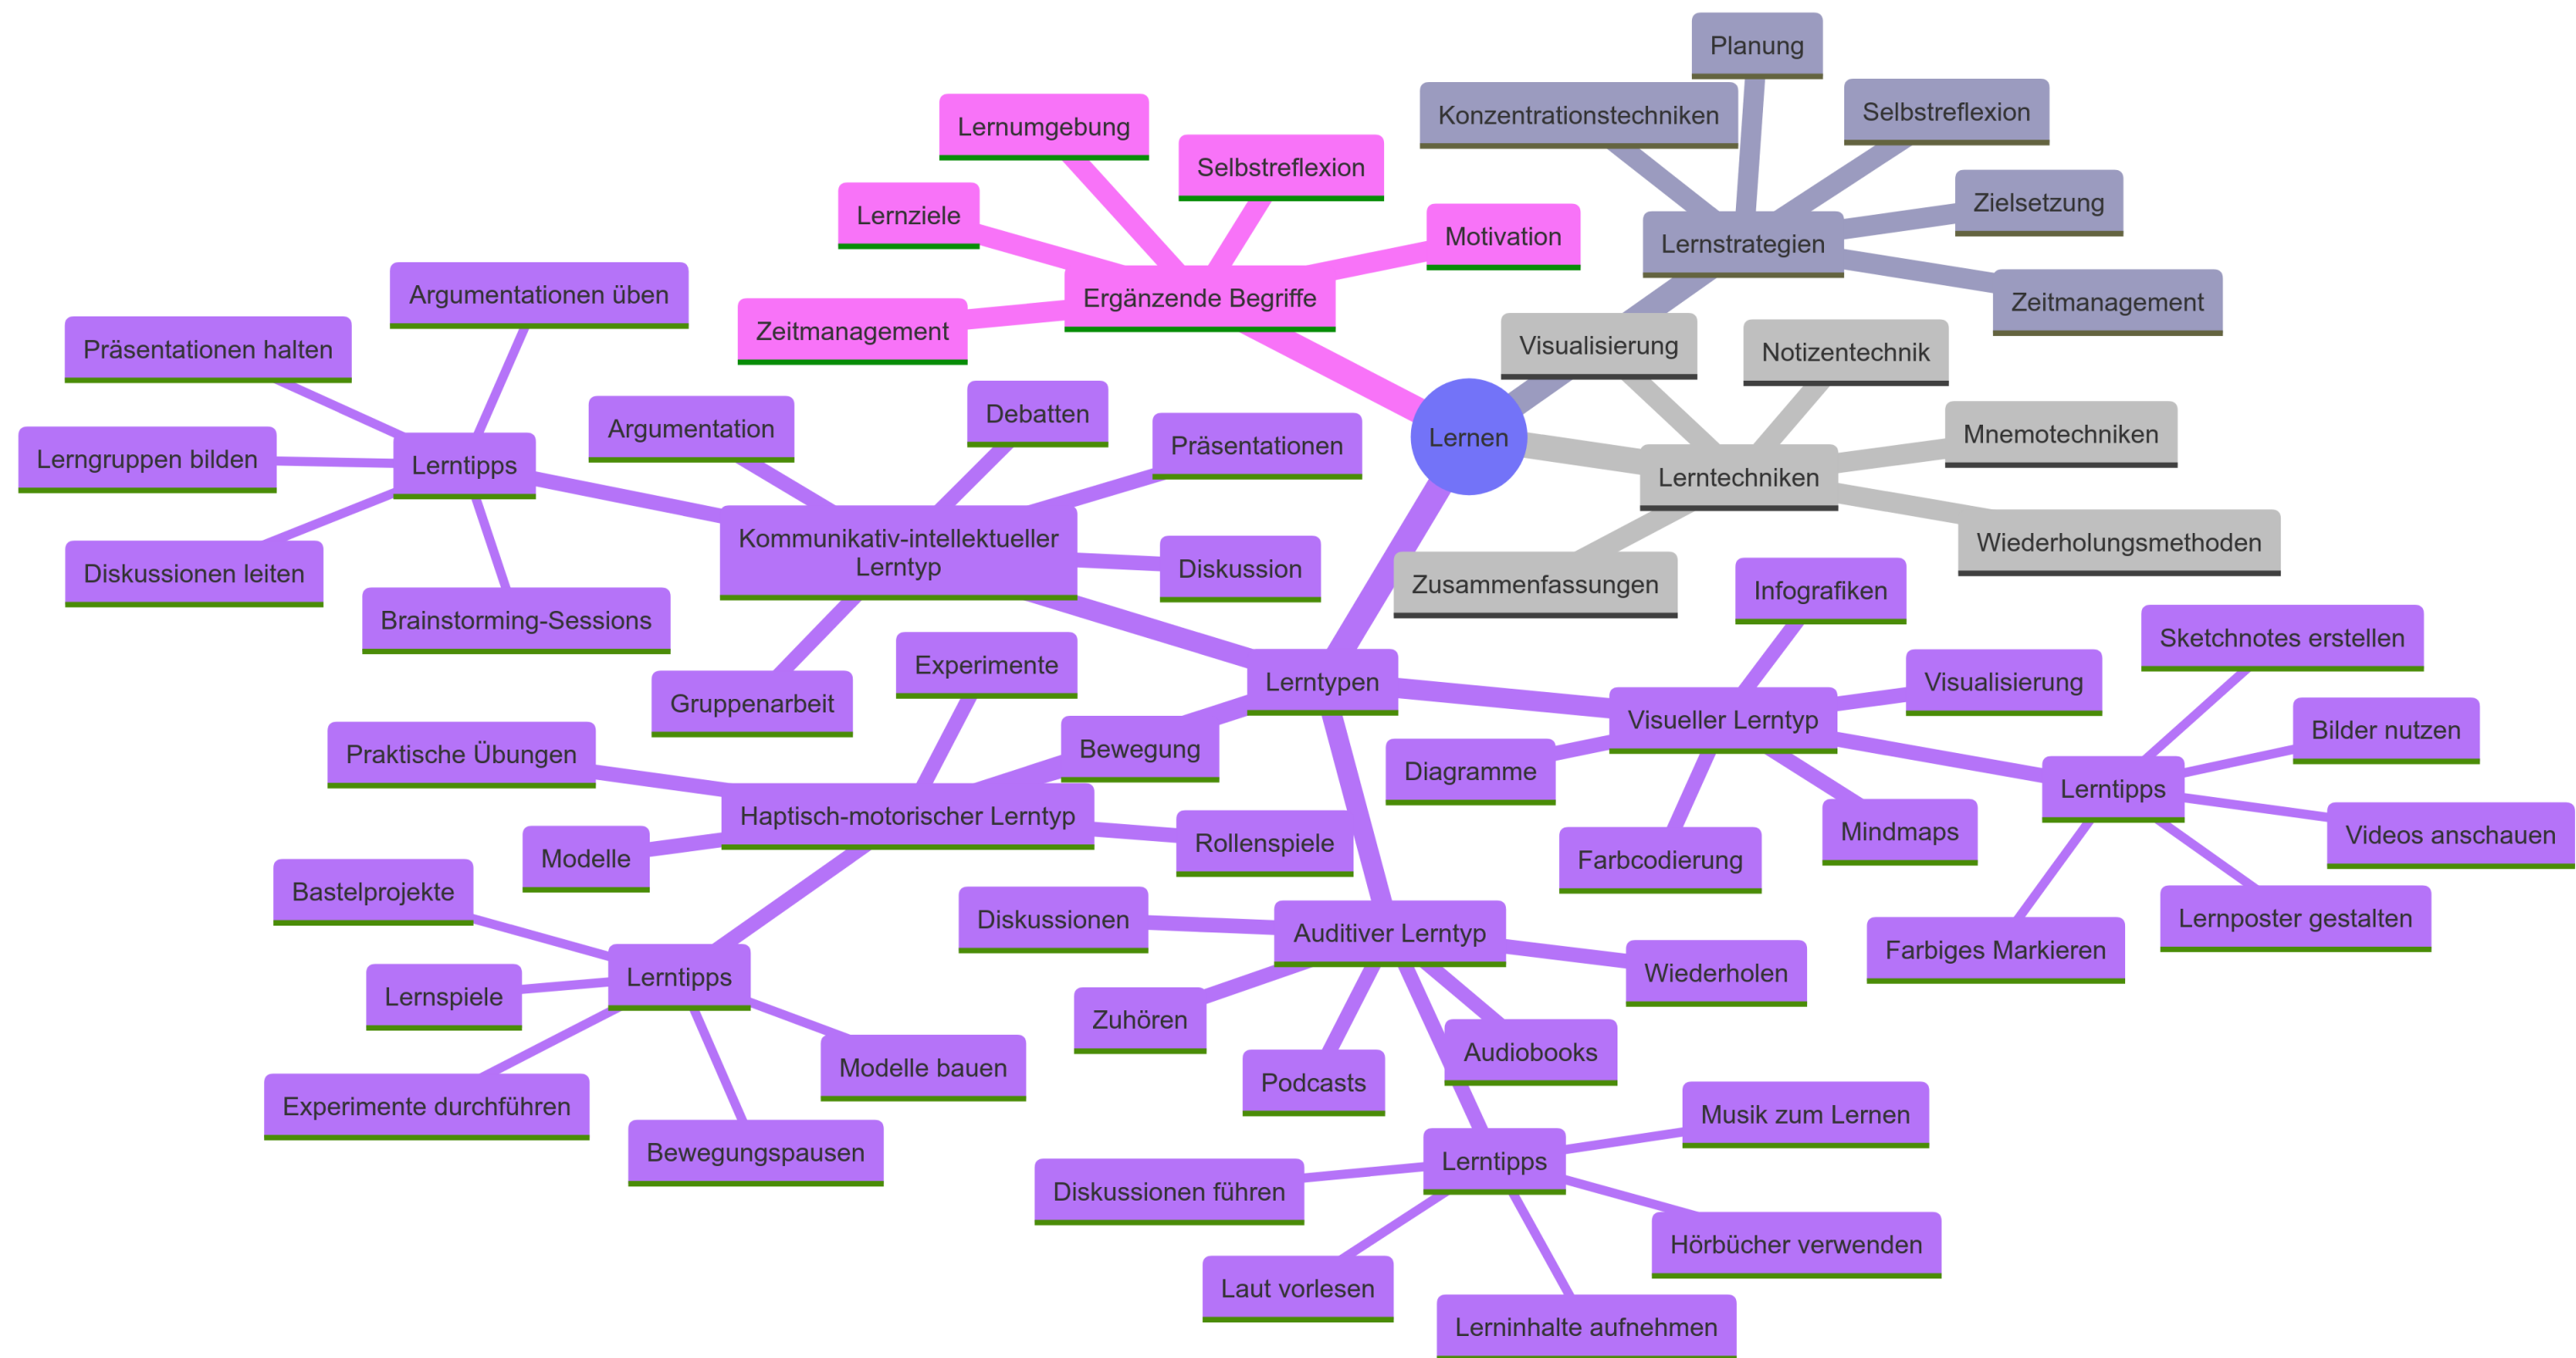 Planung
Konzentrationstechniken
Selbstreflexion
Lernumgebung
Selbstreflexion
Zielsetzung
Lernziele
Motivation
Lernstrategien
Zeitmanagement
Ergänzende Begriffe
Zeitmanagement
Visualisierung
Notizentechnik
Lernen
Mnemotechniken
Lerntechniken
Wiederholungsmethoden
Zusammenfassungen
Argumentationen üben
Präsentationen halten
Lerngruppen bilden
Lerntipps
Diskussionen leiten
Brainstorming-Sessions
Argumentation
Debatten
Präsentationen
Kommunikativ-intellektueller
Lerntyp
Diskussion
Gruppenarbeit
Lerntypen
Experimente
Bewegung
Praktische Übungen
Haptisch-motorischer Lerntyp
Modelle
Rollenspiele
Bastelprojekte
Lernspiele
Lerntipps
Experimente durchführen
Modelle bauen
Bewegungspausen
Infografiken
Visualisierung
Visueller Lerntyp
Diagramme
Farbcodierung
Mindmaps
Sketchnotes erstellen
Bilder nutzen
Lerntipps
Videos anschauen
Lernposter gestalten
Farbiges Markieren
Diskussionen
Auditiver Lerntyp
Wiederholen
Zuhören
Podcasts
Audiobooks
Musik zum Lernen
Lerntipps
Diskussionen führen
Hörbücher verwenden
Laut vorlesen
Lerninhalte aufnehmen